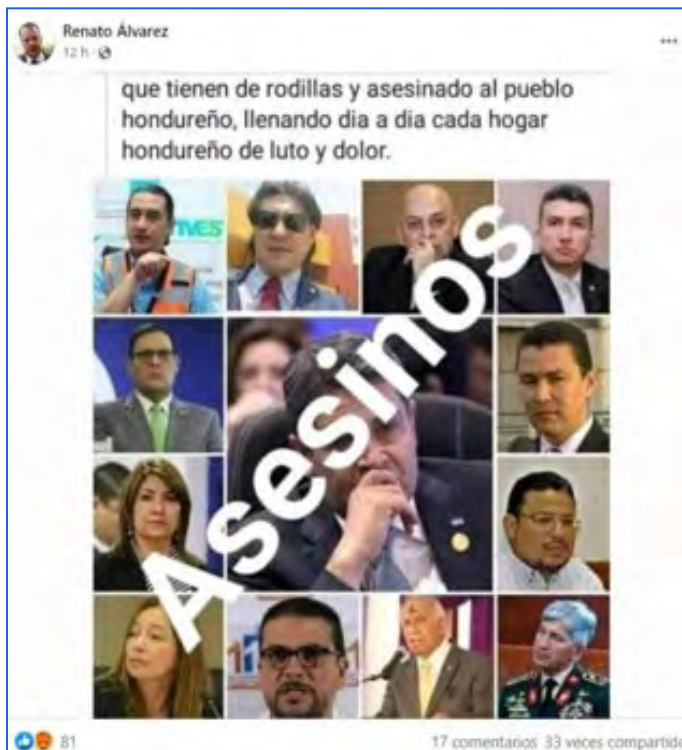 Renato Álvarez
12 h ·
que tienen de rodillas y asesinado al pueblo
hondureño, llenando dia a dia cada hogar
hondureño de luto y dolor.
Asesinos
81
17 comentarios 33 veces compartido